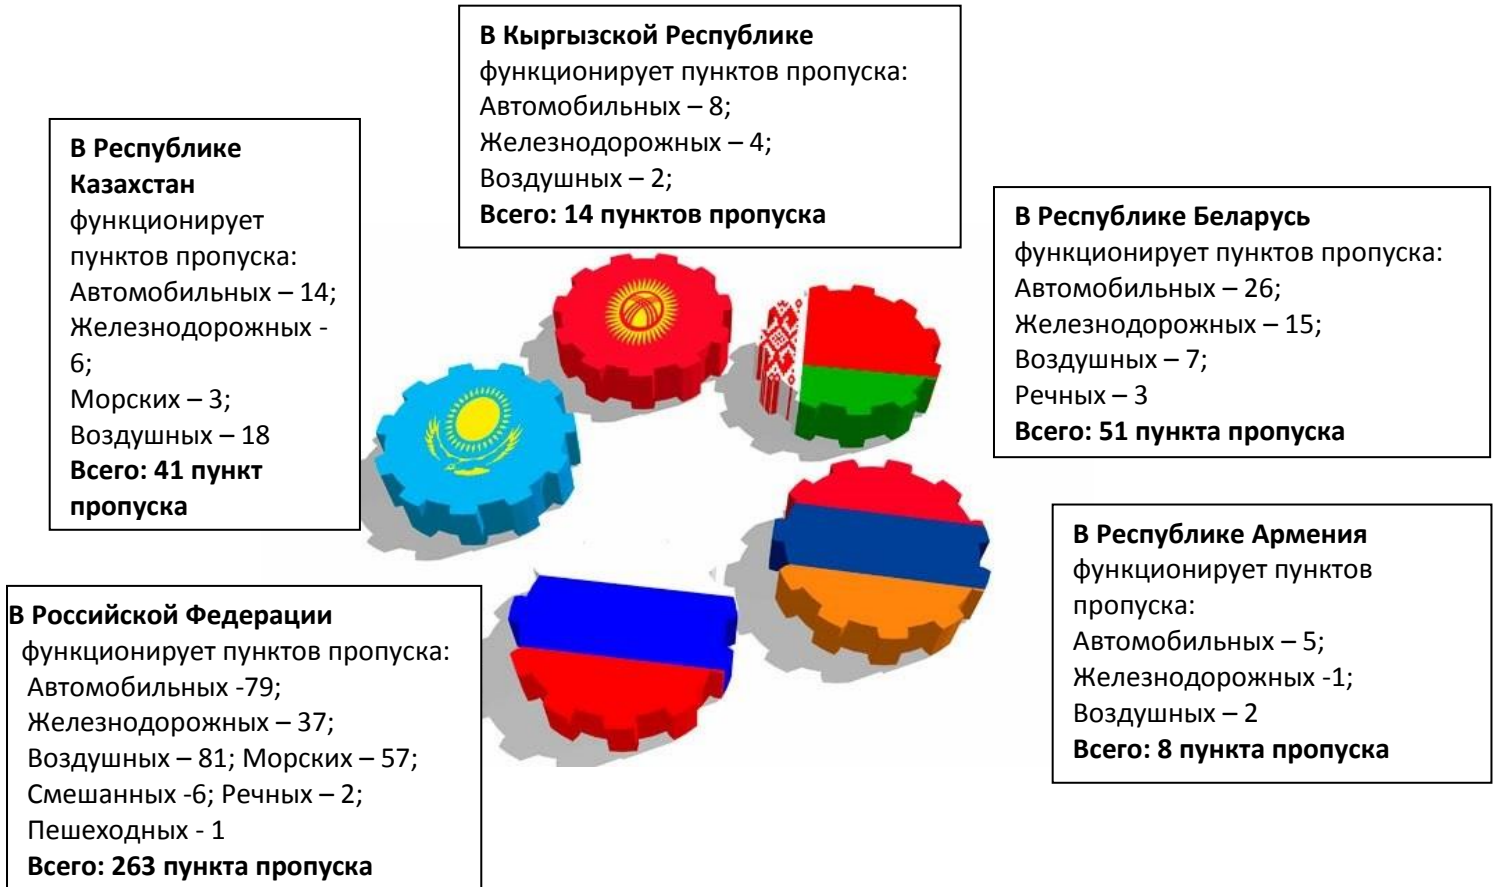 В Кыргызской Республике
функционирует пунктов пропуска:
Автомобильных – 8;
Железнодорожных – 4;
Воздушных – 2;
Всего: 14 пунктов пропуска
В Республике
Казахстан
функционирует
пунктов пропуска:
Автомобильных – 14;
Железнодорожных -
6;
Морских – 3;
Воздушных – 18
Всего: 41 пункт
пропуска
В Республике Беларусь
функционирует пунктов пропуска:
Автомобильных – 26;
Железнодорожных – 15;
Воздушных – 7;
Речных – 3
Всего: 51 пункта пропуска
В Республике Армения
функционирует пунктов
пропуска:
Автомобильных – 5;
Железнодорожных -1;
Воздушных – 2
Всего: 8 пункта пропуска
В Российской Федерации
функционирует пунктов пропуска:
Автомобильных -79;
Железнодорожных – 37;
Воздушных – 81; Морских – 57;
Смешанных -6; Речных – 2;
Пешеходных - 1
Всего: 263 пункта пропуска